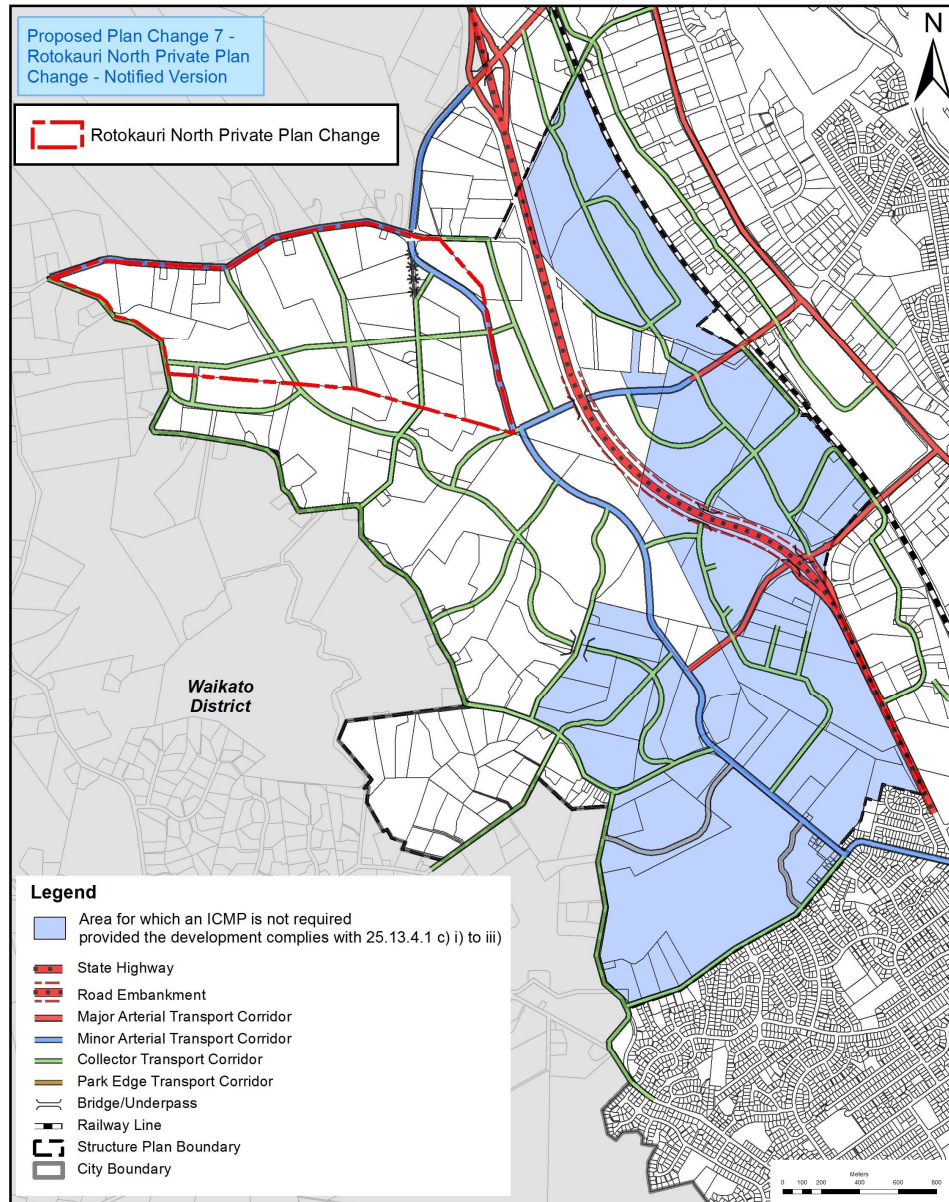 Proposed Plan Change 7 -
Rotokauri North Private Plan
Change - Notified Version
N
Rotokauri North Private Plan Change
Waikato
District
Legend
Area for which an ICMP is not required
provided the development complies with 25.13.4.1 c) i) to iii)
State Highway
Road Embankment
Major Arterial Transport Corridor
Minor Arterial Transport Corridor
Collector Transport Corridor
Park Edge Transport Corridor
Bridge/Underpass
Railway Line
Structure Plan Boundary
City Boundary
Meters
0 100 200 400 600 800